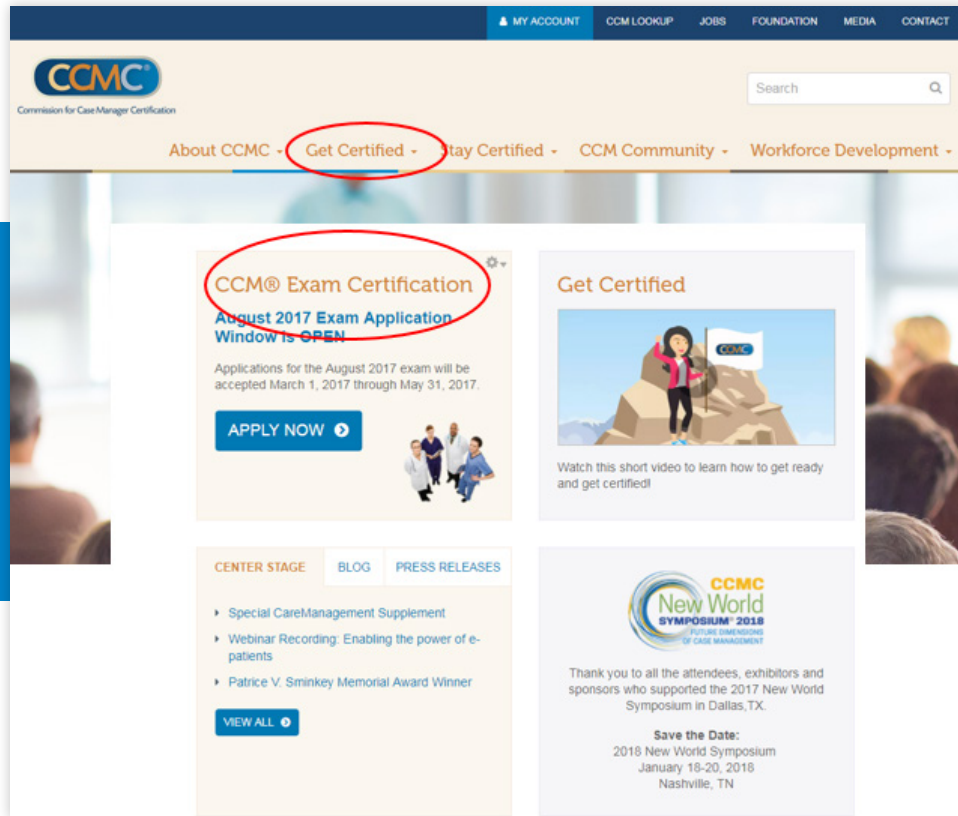 MY ACCOUNT CCM LOOKUP JOBS FOUNDATION MEDIA CONTACT
CCMC®
Commission for Case Manager Certification
Search
About CCMC Get Certified Stay Certified CCM Community Workforce Development
CCM® Exam Certification
August 2017 Exam Application
Window is OPEN
Applications for the August 2017 exam will be
accepted March 1, 2017 through May 31, 2017.
APPLY NOW
Get Certified
CCMC
Watch this short video to learn how to get ready
and get certified!
CENTER STAGE BLOG PRESS RELEASES
Special CareManagement Supplement
Webinar Recording: Enabling the power of e-
patients
Patrice V. Sminkey Memorial Award Winner
VIEW ALL
CCMC
New World
SYMPOSIUM® 2018
FUTURE DIMENSIONS
OF CASE MANAGEMENT
Thank you to all the attendees, exhibitors and
sponsors who supported the 2017 New World
Symposium in Dallas,TX.
Save the Date:
2018 New World Symposium
January 18-20, 2018
Nashville, TN